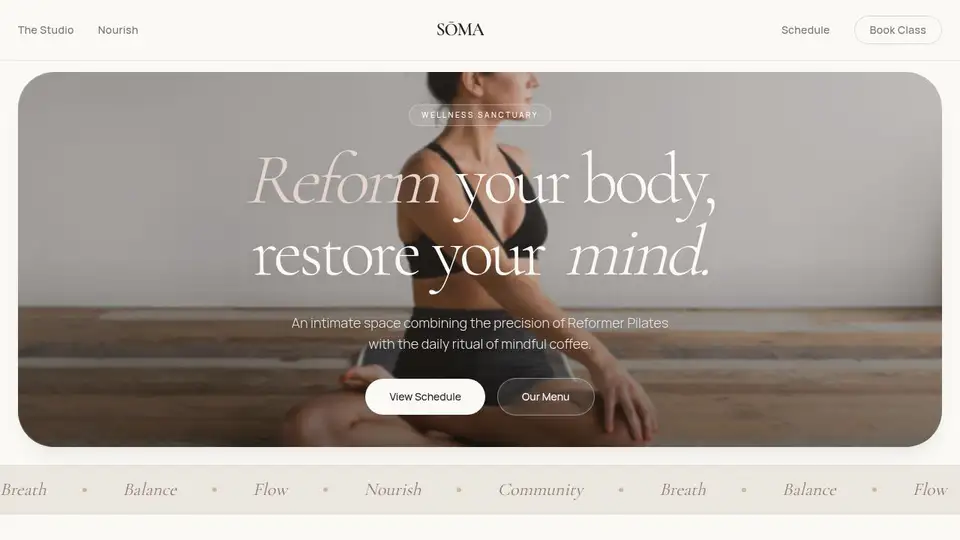 The Studio
Nourish
SŌMA
Schedule
Book Class
WELLNESS SANCTUARY
Reform your body,
restore your mind.
An intimate space combining the precision of Reformer Pilates
with the daily ritual of mindful coffee.
View Schedule
Our Menu
Breath • Balance • Flow • Nourish • Community • Breath • Balance • Flow